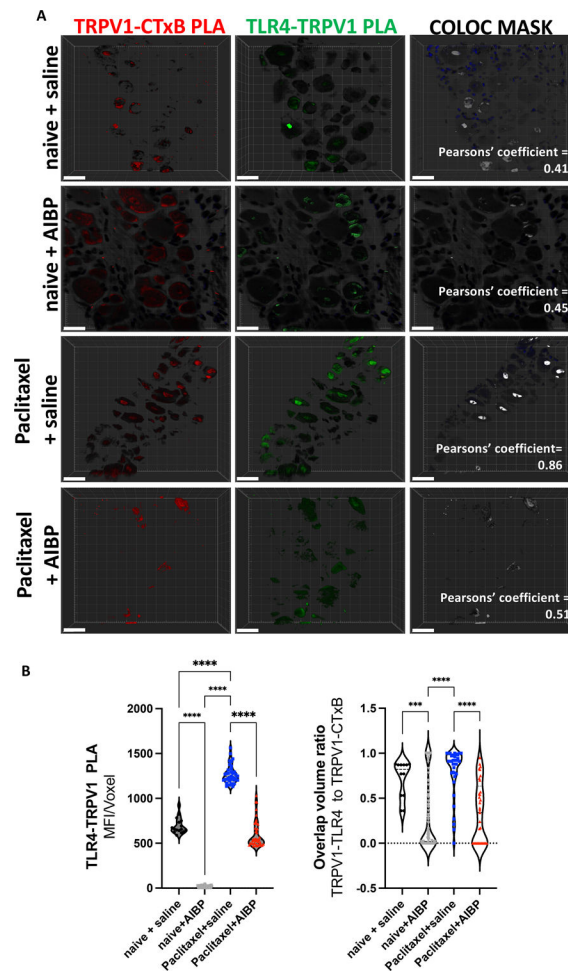 A
TRPV1-CTxB PLA
TLR4-TRPV1 PLA
COLOC MASK
naive + saline
Pearsons’ coefficient =
0.41
naive + AIBP
Pearsons’ coefficient =
0.45
Paclitaxel
+ saline
Pearsons’ coefficient=
0.86
Paclitaxel
+ AIBP
Pearsons’ coefficient =
0.51
B
TLR4-TRPV1 PLA
MFI/Voxel
2000
1500
1000
500
0
****
****
****
****
naive + saline
naive+AIBP
Paclitaxel+saline
Paclitaxel+AIBP
Overlap volume ratio
TRPV1-TLR4 to TRPV1-CTxB
1.5
1.0
0.5
0.0
-0.5
***
****
****
naive + saline
naive+AIBP
Paclitaxel+saline
Paclitaxel+AIBP